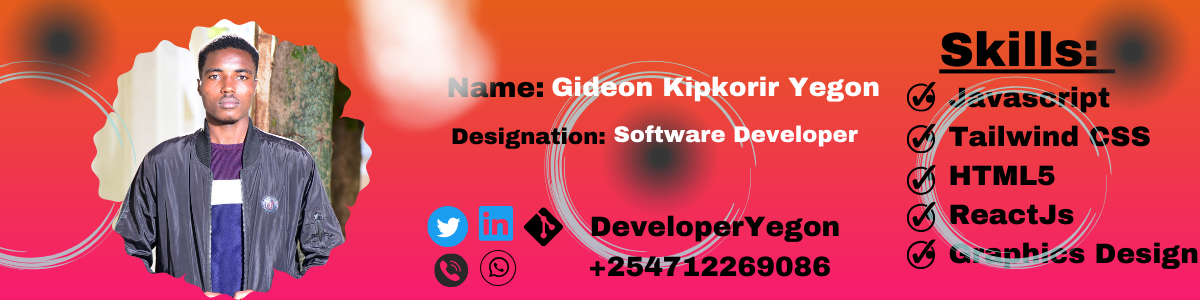 Name: Gideon Kipkorir Yegon
Designation: Software Developer
DeveloperYegon
+254712269086
Skills:
Javascript
Tailwind CSS
HTML5
ReactJs
Graphics Design